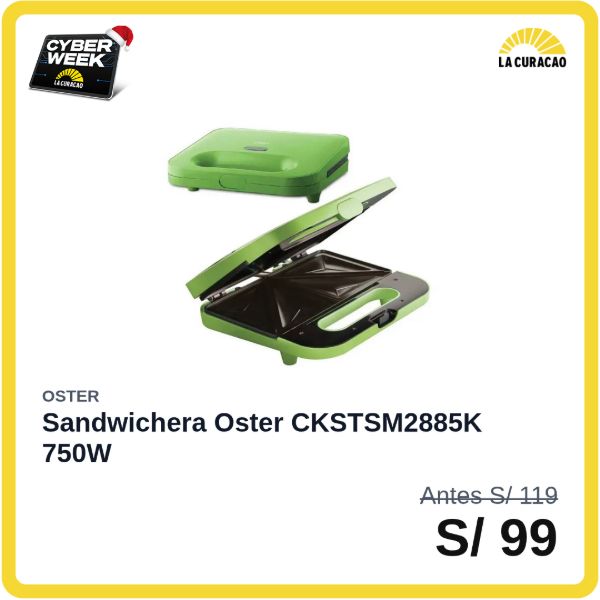 CYBER
WEEK
LA CURACAO
LA CURACAO
OSTER
Sandwichera Oster CKSTSM2885K
750W
Antes S/ 119
S/ 99